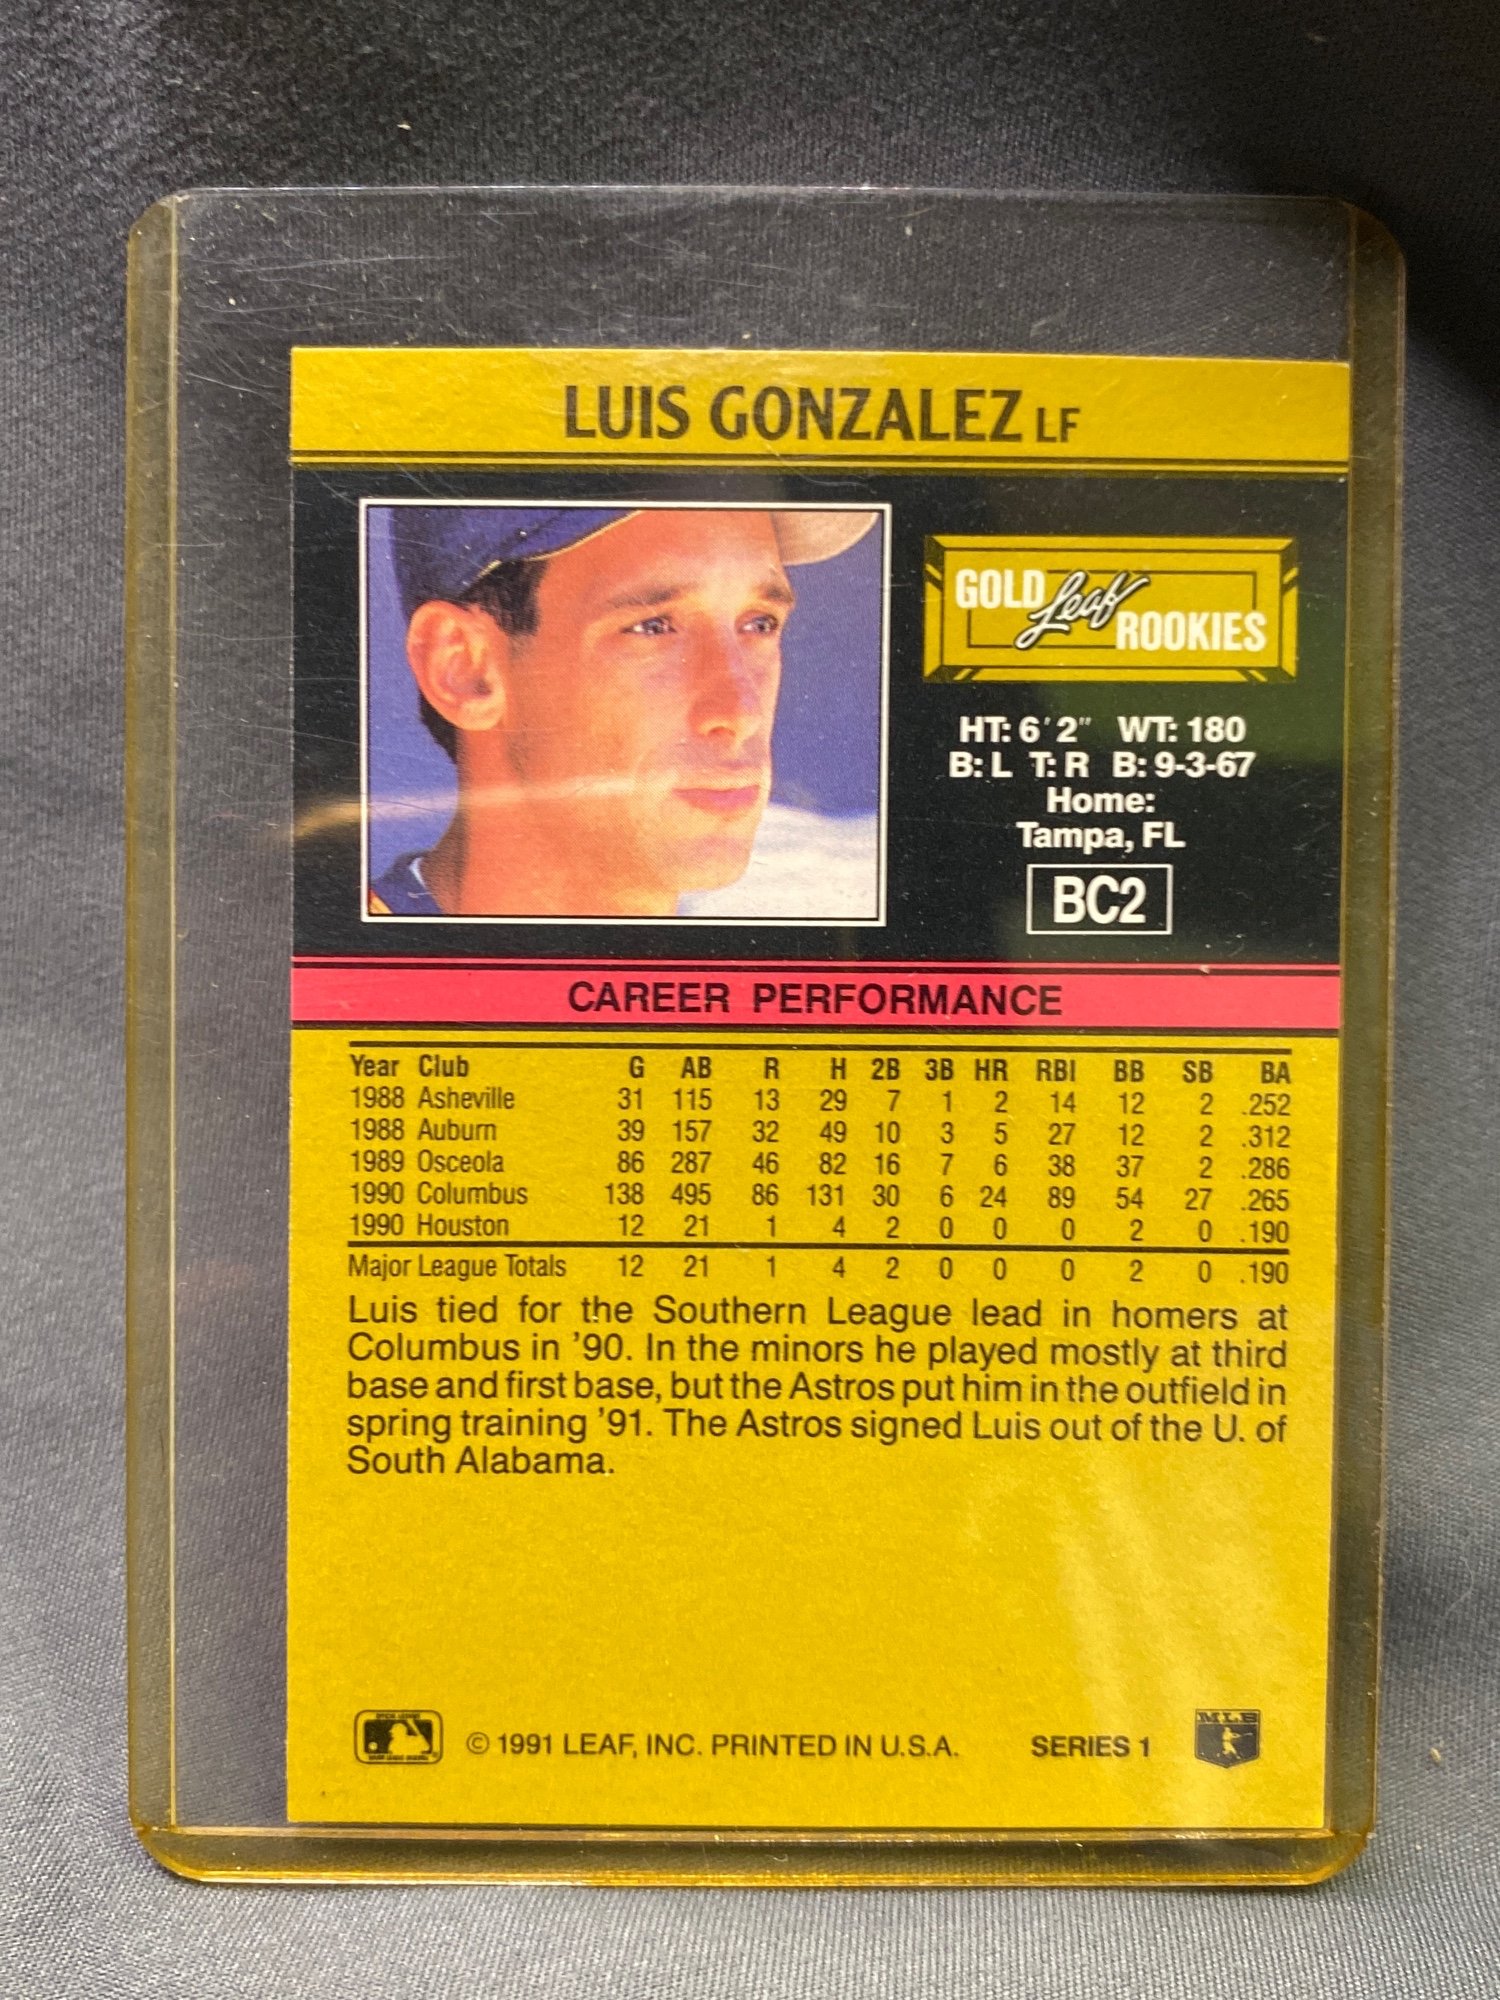 LUIS GONZALEZ LF
GOLD Leaf ROOKIES
HT: 6' 2" WT: 180
B: L T: R B: 9-3-67
Home:
Tampa, FL
BC2
CAREER PERFORMANCE
Year Club G AB R H 2B 3B HR RBI BB SB BA
1988 Asheville 31 115 13 29 7 1 2 14 12 2 .252
1988 Auburn 39 157 32 49 10 3 5 27 12 2 .312
1989 Osceola 86 287 46 82 16 7 6 38 37 2 .286
1990 Columbus 138 495 86 131 30 6 24 89 54 27 .265
1990 Houston 12 21 1 4 2 0 0 0 2 0 .190
Major League Totals 12 21 1 4 2 0 0 0 2 0 .190
Luis tied for the Southern League lead in homers at
Columbus in '90. In the minors he played mostly at third
base and first base, but the Astros put him in the outfield in
spring training '91. The Astros signed Luis out of the U. of
South Alabama.
© 1991 LEAF, INC. PRINTED IN U.S.A. SERIES 1 MLB